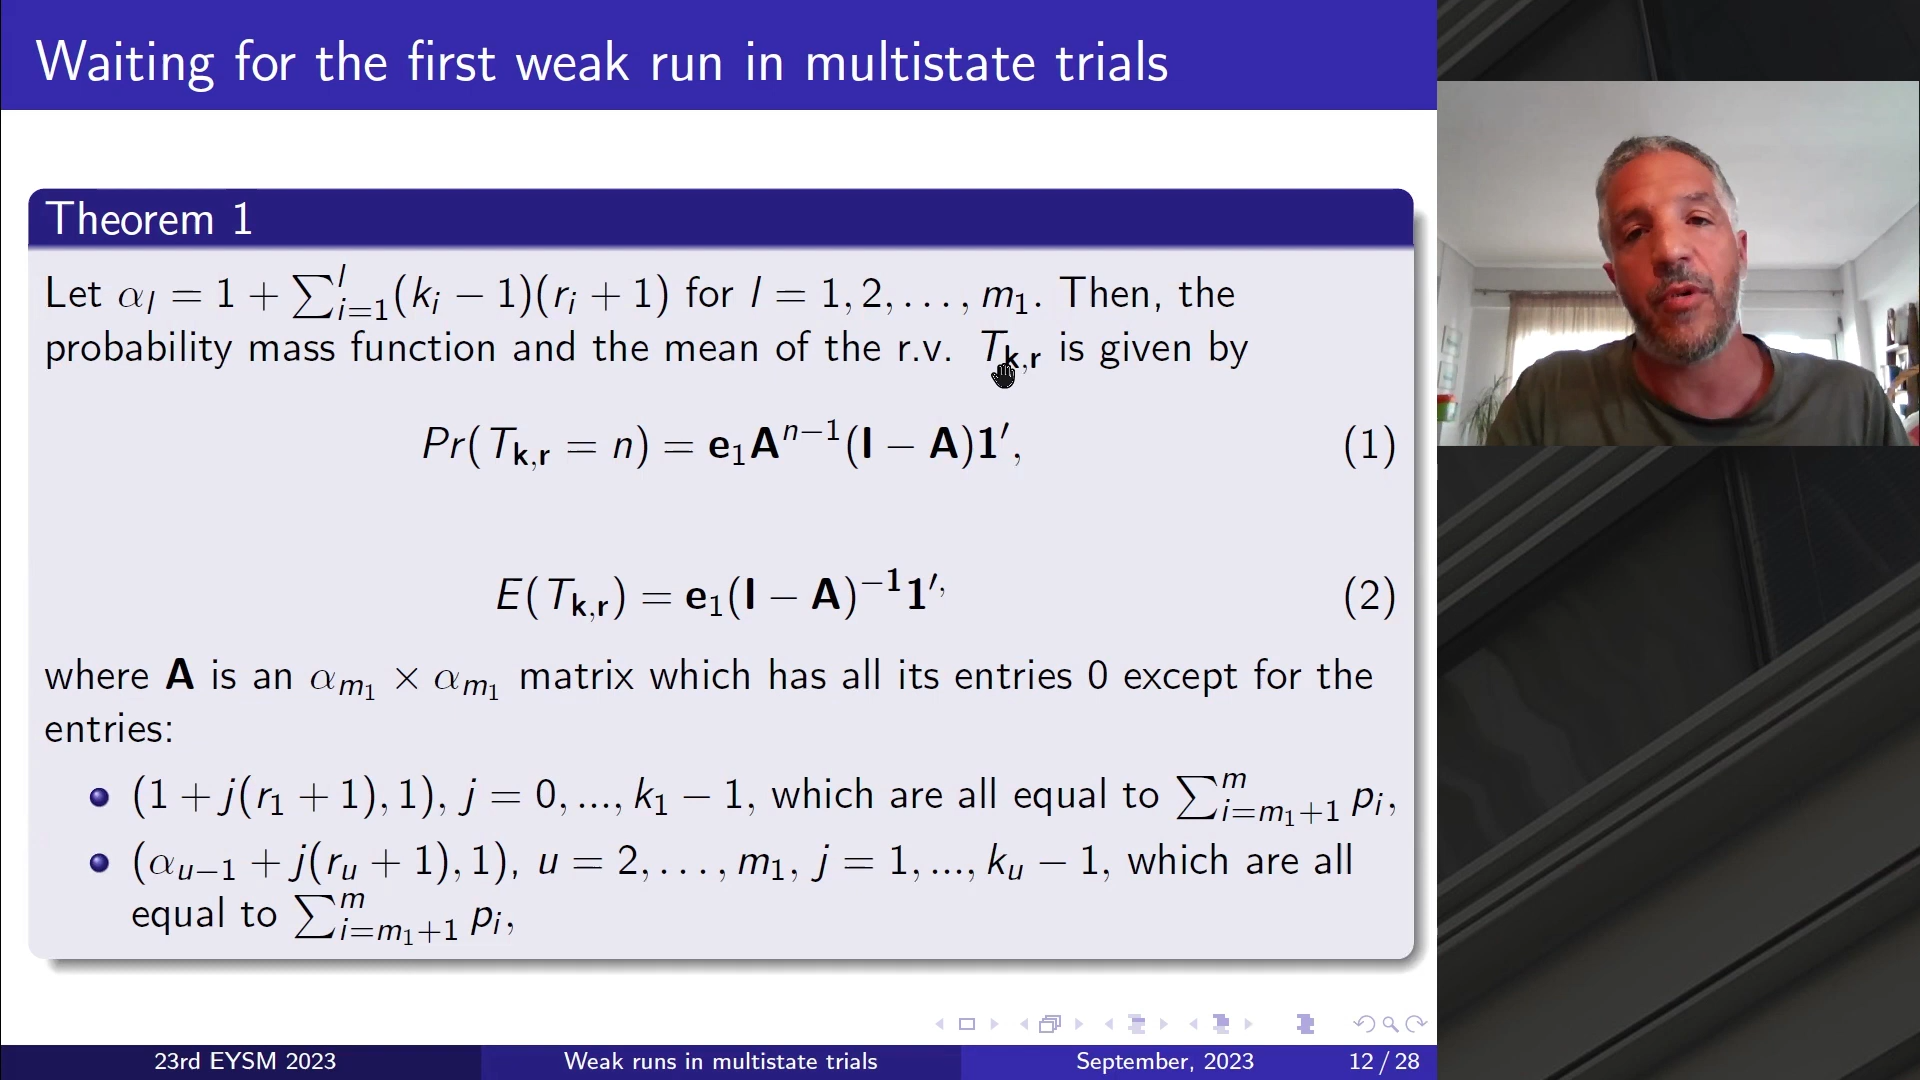 Waiting for the first weak run in multistate trials
Theorem 1
Let α_l = 1 + ∑_{i=1}^{l}(k_i − 1)(r_i + 1) for l = 1, 2, . . . , m_1. Then, the
probability mass function and the mean of the r.v. T_{k,r} is given by
Pr(T_{k,r} = n) = e_1A^{n−1}(I − A)1′, (1)
E(T_{k,r}) = e_1(I − A)^{−1}1′, (2)
where A is an α_{m_1} × α_{m_1} matrix which has all its entries 0 except for the
entries:
(1 + j(r_1 + 1), 1), j = 0, ..., k_1 − 1, which are all equal to ∑_{i=m_1+1}^{m} p_i,
(α_{u−1} + j(r_u + 1), 1), u = 2, . . . , m_1, j = 1, ..., k_u − 1, which are all
equal to ∑_{i=m_1+1}^{m} p_i,
23rd EYSM 2023 Weak runs in multistate trials September, 2023 12 / 28